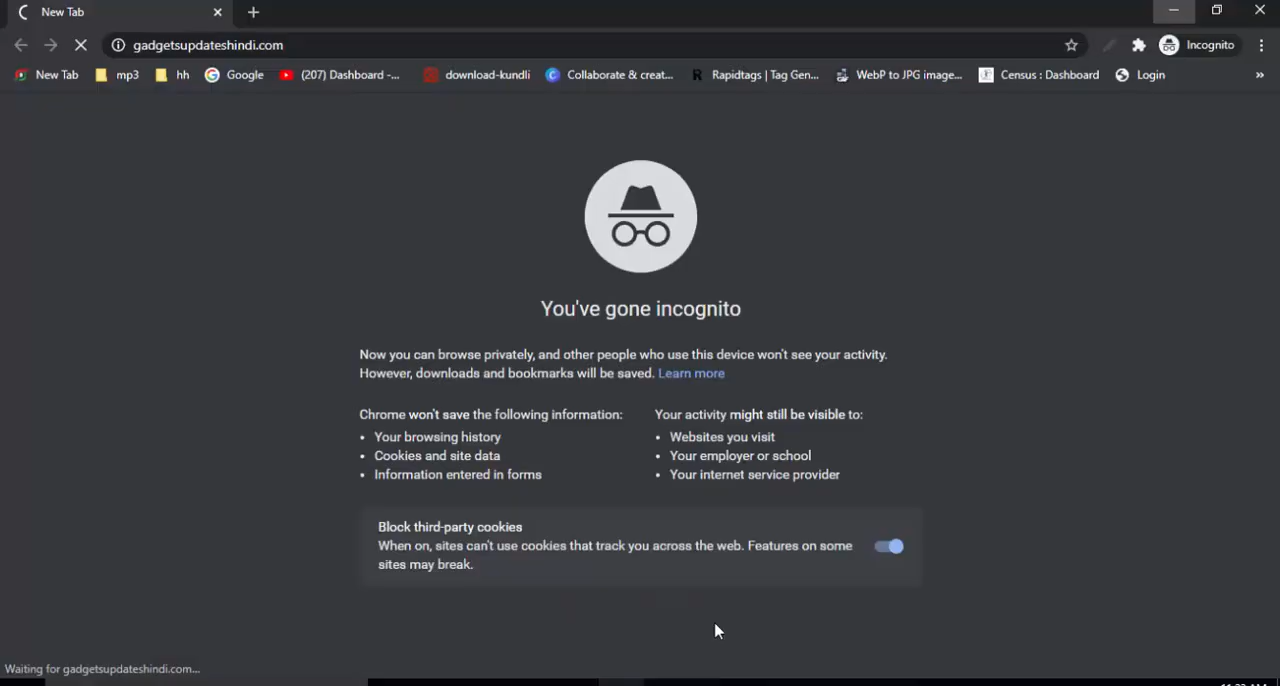 New Tab
gadgetsupdateshindi.com
Incognito
New Tab
mp3
hh
Google
(207) Dashboard -...
download-kundli
Collaborate & creat...
Rapidtags | Tag Gen...
WebP to JPG image...
Census : Dashboard
Login
»
You've gone incognito
Now you can browse privately, and other people who use this device won't see your activity.
However, downloads and bookmarks will be saved. Learn more
Chrome won't save the following information:
• Your browsing history
• Cookies and site data
• Information entered in forms
Your activity might still be visible to:
• Websites you visit
• Your employer or school
• Your internet service provider
Block third-party cookies
When on, sites can't use cookies that track you across the web. Features on some
sites may break.
Waiting for gadgetsupdateshindi.com...